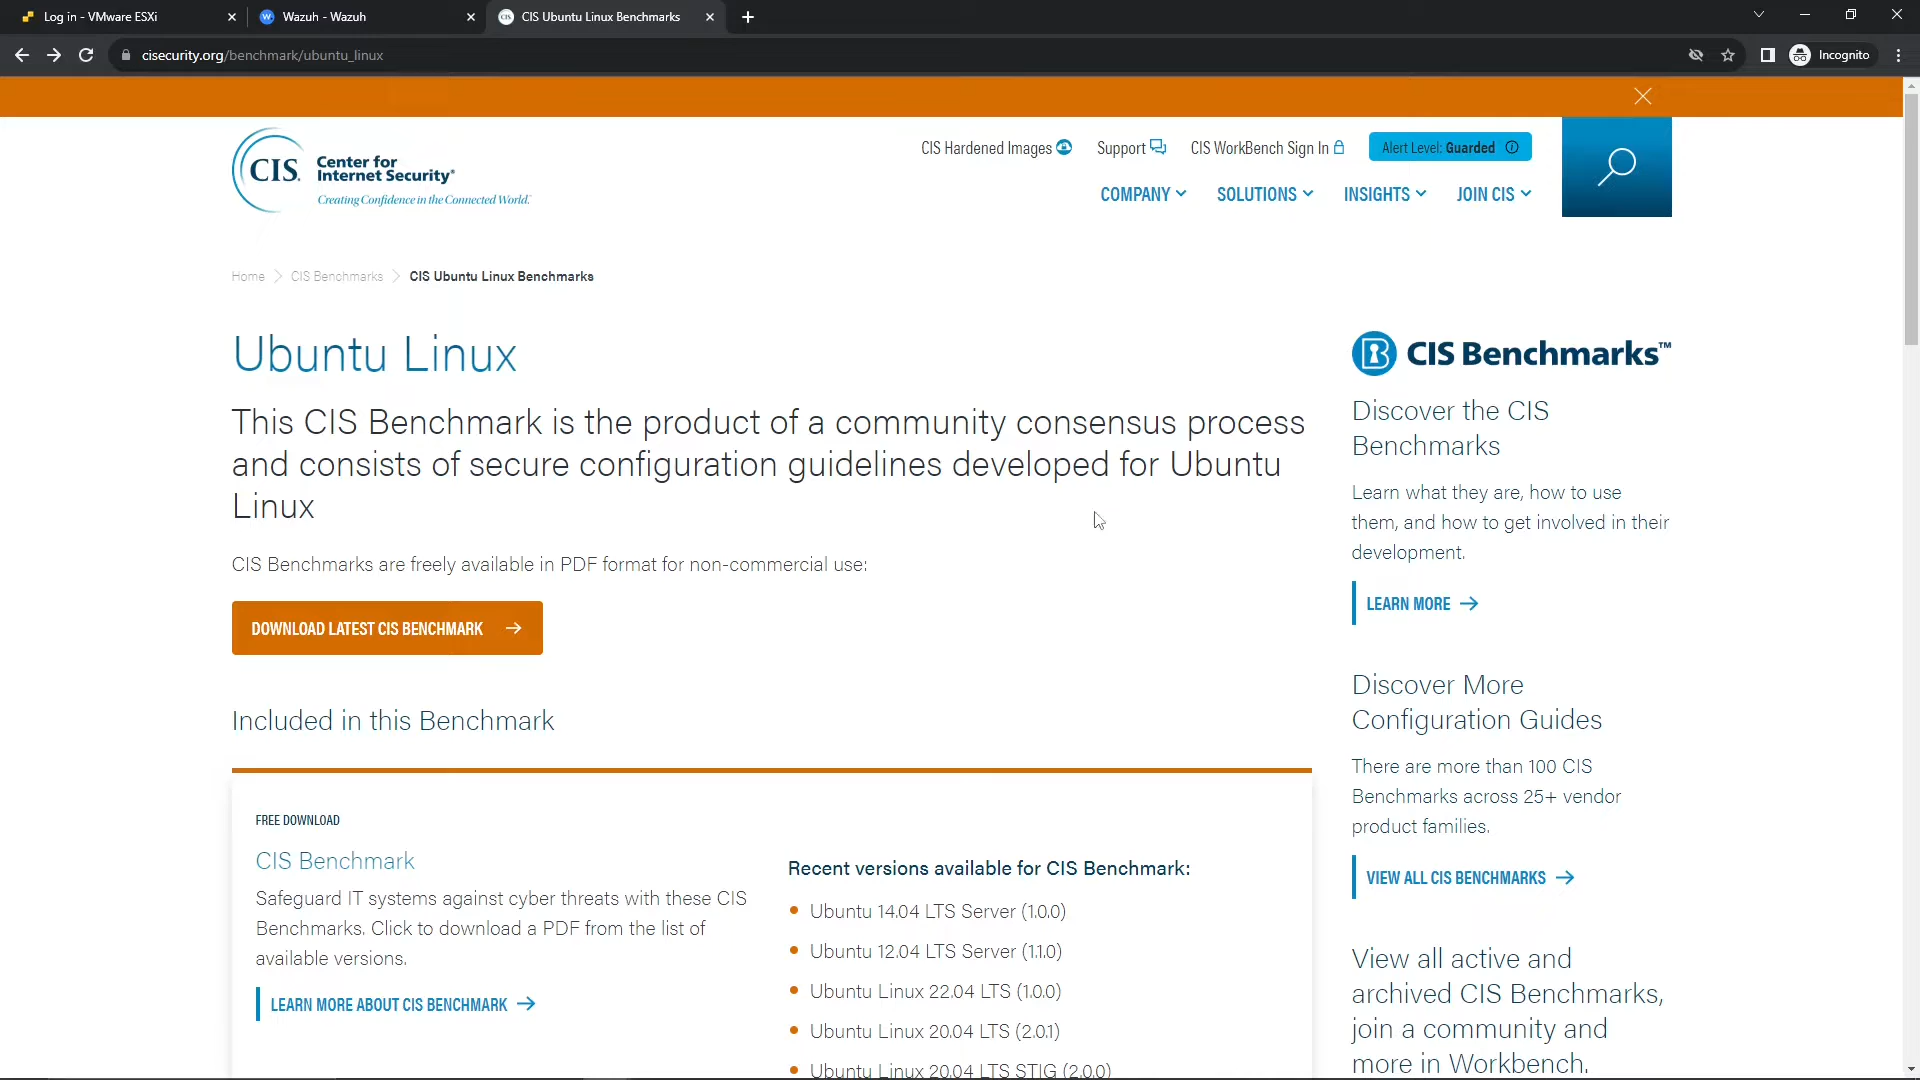 Log in - VMware ESXi
Wazuh - Wazuh
CIS Ubuntu Linux Benchmarks
cisecurity.org/benchmark/ubuntu_linux
Incognito
CIS.
Center for
Internet Security®
Creating Confidence in the Connected World.™
CIS Hardened Images
Support
CIS WorkBench Sign In
Alert Level: Guarded
COMPANY
SOLUTIONS
INSIGHTS
JOIN CIS
Home
CIS Benchmarks
CIS Ubuntu Linux Benchmarks
Ubuntu Linux
This CIS Benchmark is the product of a community consensus process
and consists of secure configuration guidelines developed for Ubuntu
Linux
CIS Benchmarks are freely available in PDF format for non-commercial use:
DOWNLOAD LATEST CIS BENCHMARK
Included in this Benchmark
FREE DOWNLOAD
CIS Benchmark
Safeguard IT systems against cyber threats with these CIS
Benchmarks. Click to download a PDF from the list of
available versions.
LEARN MORE ABOUT CIS BENCHMARK
Recent versions available for CIS Benchmark:
Ubuntu 14.04 LTS Server (1.0.0)
Ubuntu 12.04 LTS Server (1.1.0)
Ubuntu Linux 22.04 LTS (1.0.0)
Ubuntu Linux 20.04 LTS (2.0.1)
Ubuntu Linux 20.04 LTS STIG (2.0.0)
CIS Benchmarks™
Discover the CIS
Benchmarks
Learn what they are, how to use
them, and how to get involved in their
development.
LEARN MORE
Discover More
Configuration Guides
There are more than 100 CIS
Benchmarks across 25+ vendor
product families.
VIEW ALL CIS BENCHMARKS
View all active and
archived CIS Benchmarks,
join a community and
more in Workbench.